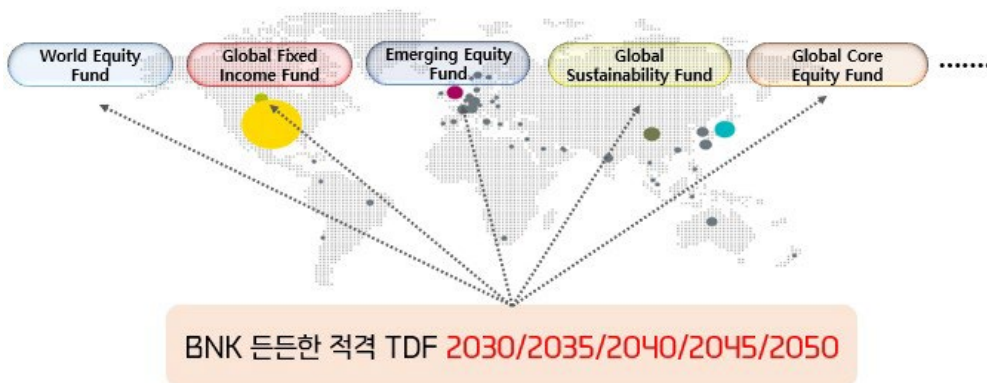 World Equity
Fund
Global Fixed
Income Fund
Emerging Equity
Fund
Global
Sustainability Fund
Global Core
Equity Fund
.......
BNK 든든한 적격 TDF 2030/2035/2040/2045/2050